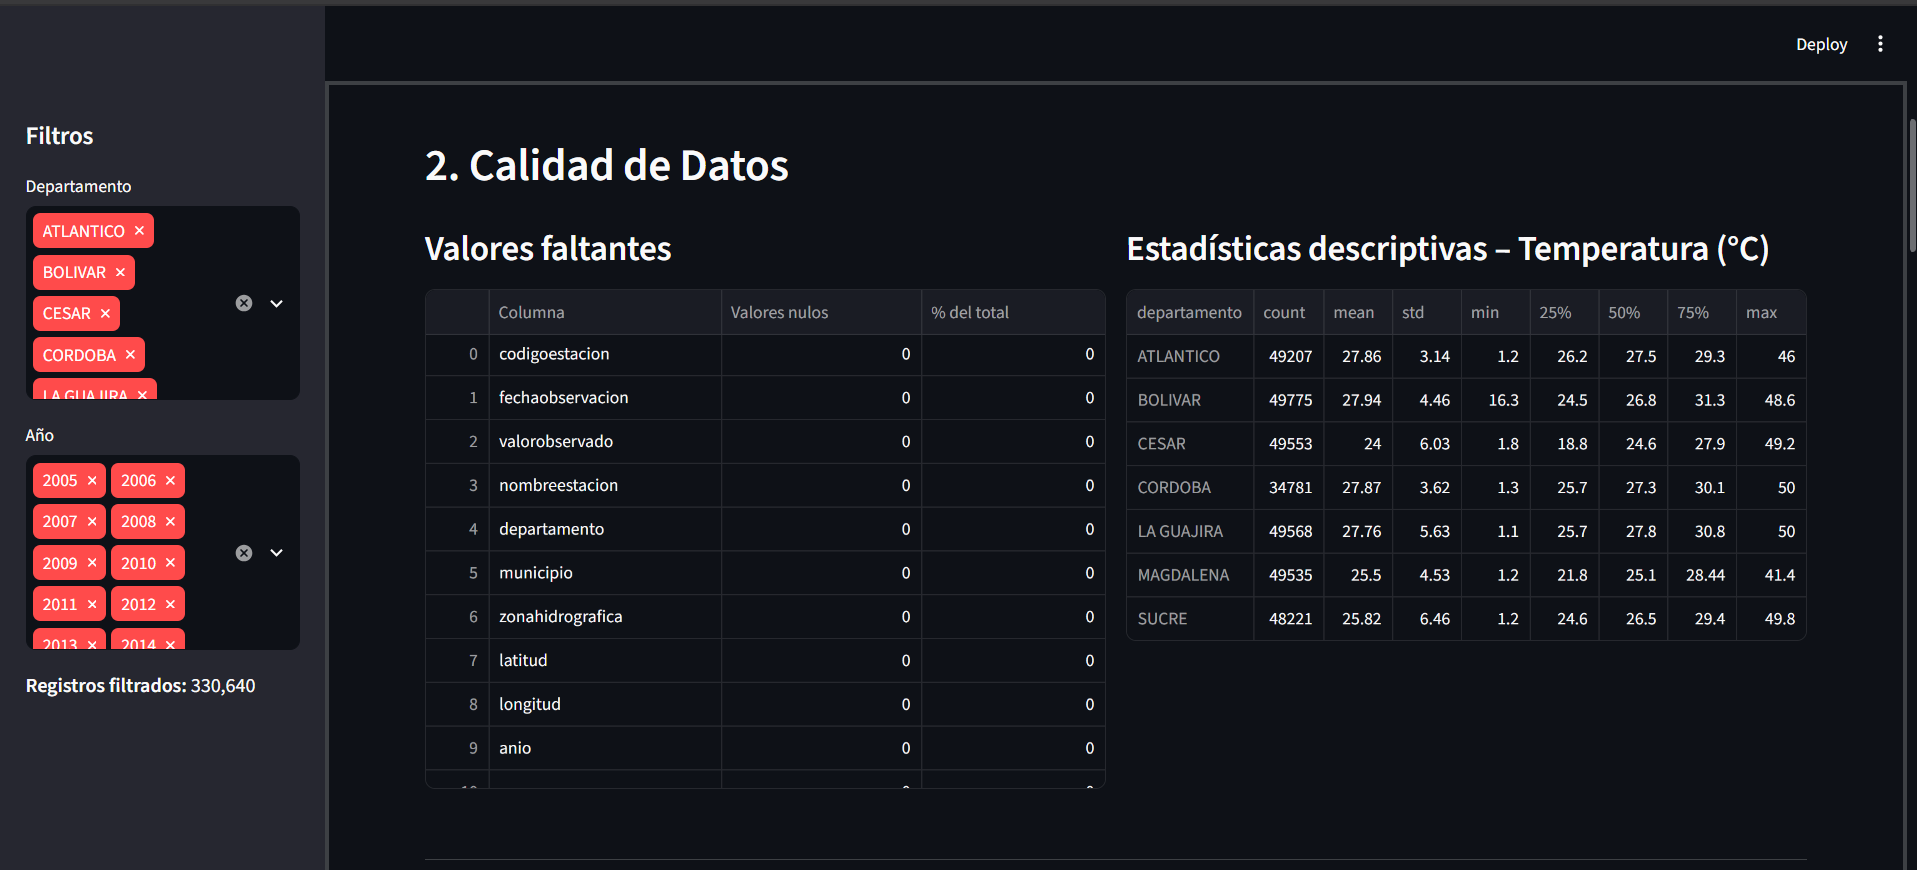 Deploy
Filtros
Departamento
ATLANTICO ×
BOLIVAR ×
CESAR ×
CORDOBA ×
LA GUAJIRA ×
Año
2005 × 2006 ×
2007 × 2008 ×
2009 × 2010 ×
2011 × 2012 ×
2013 × 2014 ×
Registros filtrados: 330,640
2. Calidad de Datos
Valores faltantes
Columna Valores nulos % del total
0 codigoestacion 0 0
1 fechaobservacion 0 0
2 valorobservado 0 0
3 nombreestacion 0 0
4 departamento 0 0
5 municipio 0 0
6 zonahidrografica 0 0
7 latitud 0 0
8 longitud 0 0
9 anio 0 0
Estadísticas descriptivas – Temperatura (°C)
departamento count mean std min 25% 50% 75% max
ATLANTICO 49207 27.86 3.14 1.2 26.2 27.5 29.3 46
BOLIVAR 49775 27.94 4.46 16.3 24.5 26.8 31.3 48.6
CESAR 49553 24 6.03 1.8 18.8 24.6 27.9 49.2
CORDOBA 34781 27.87 3.62 1.3 25.7 27.3 30.1 50
LA GUAJIRA 49568 27.76 5.63 1.1 25.7 27.8 30.8 50
MAGDALENA 49535 25.5 4.53 1.2 21.8 25.1 28.44 41.4
SUCRE 48221 25.82 6.46 1.2 24.6 26.5 29.4 49.8